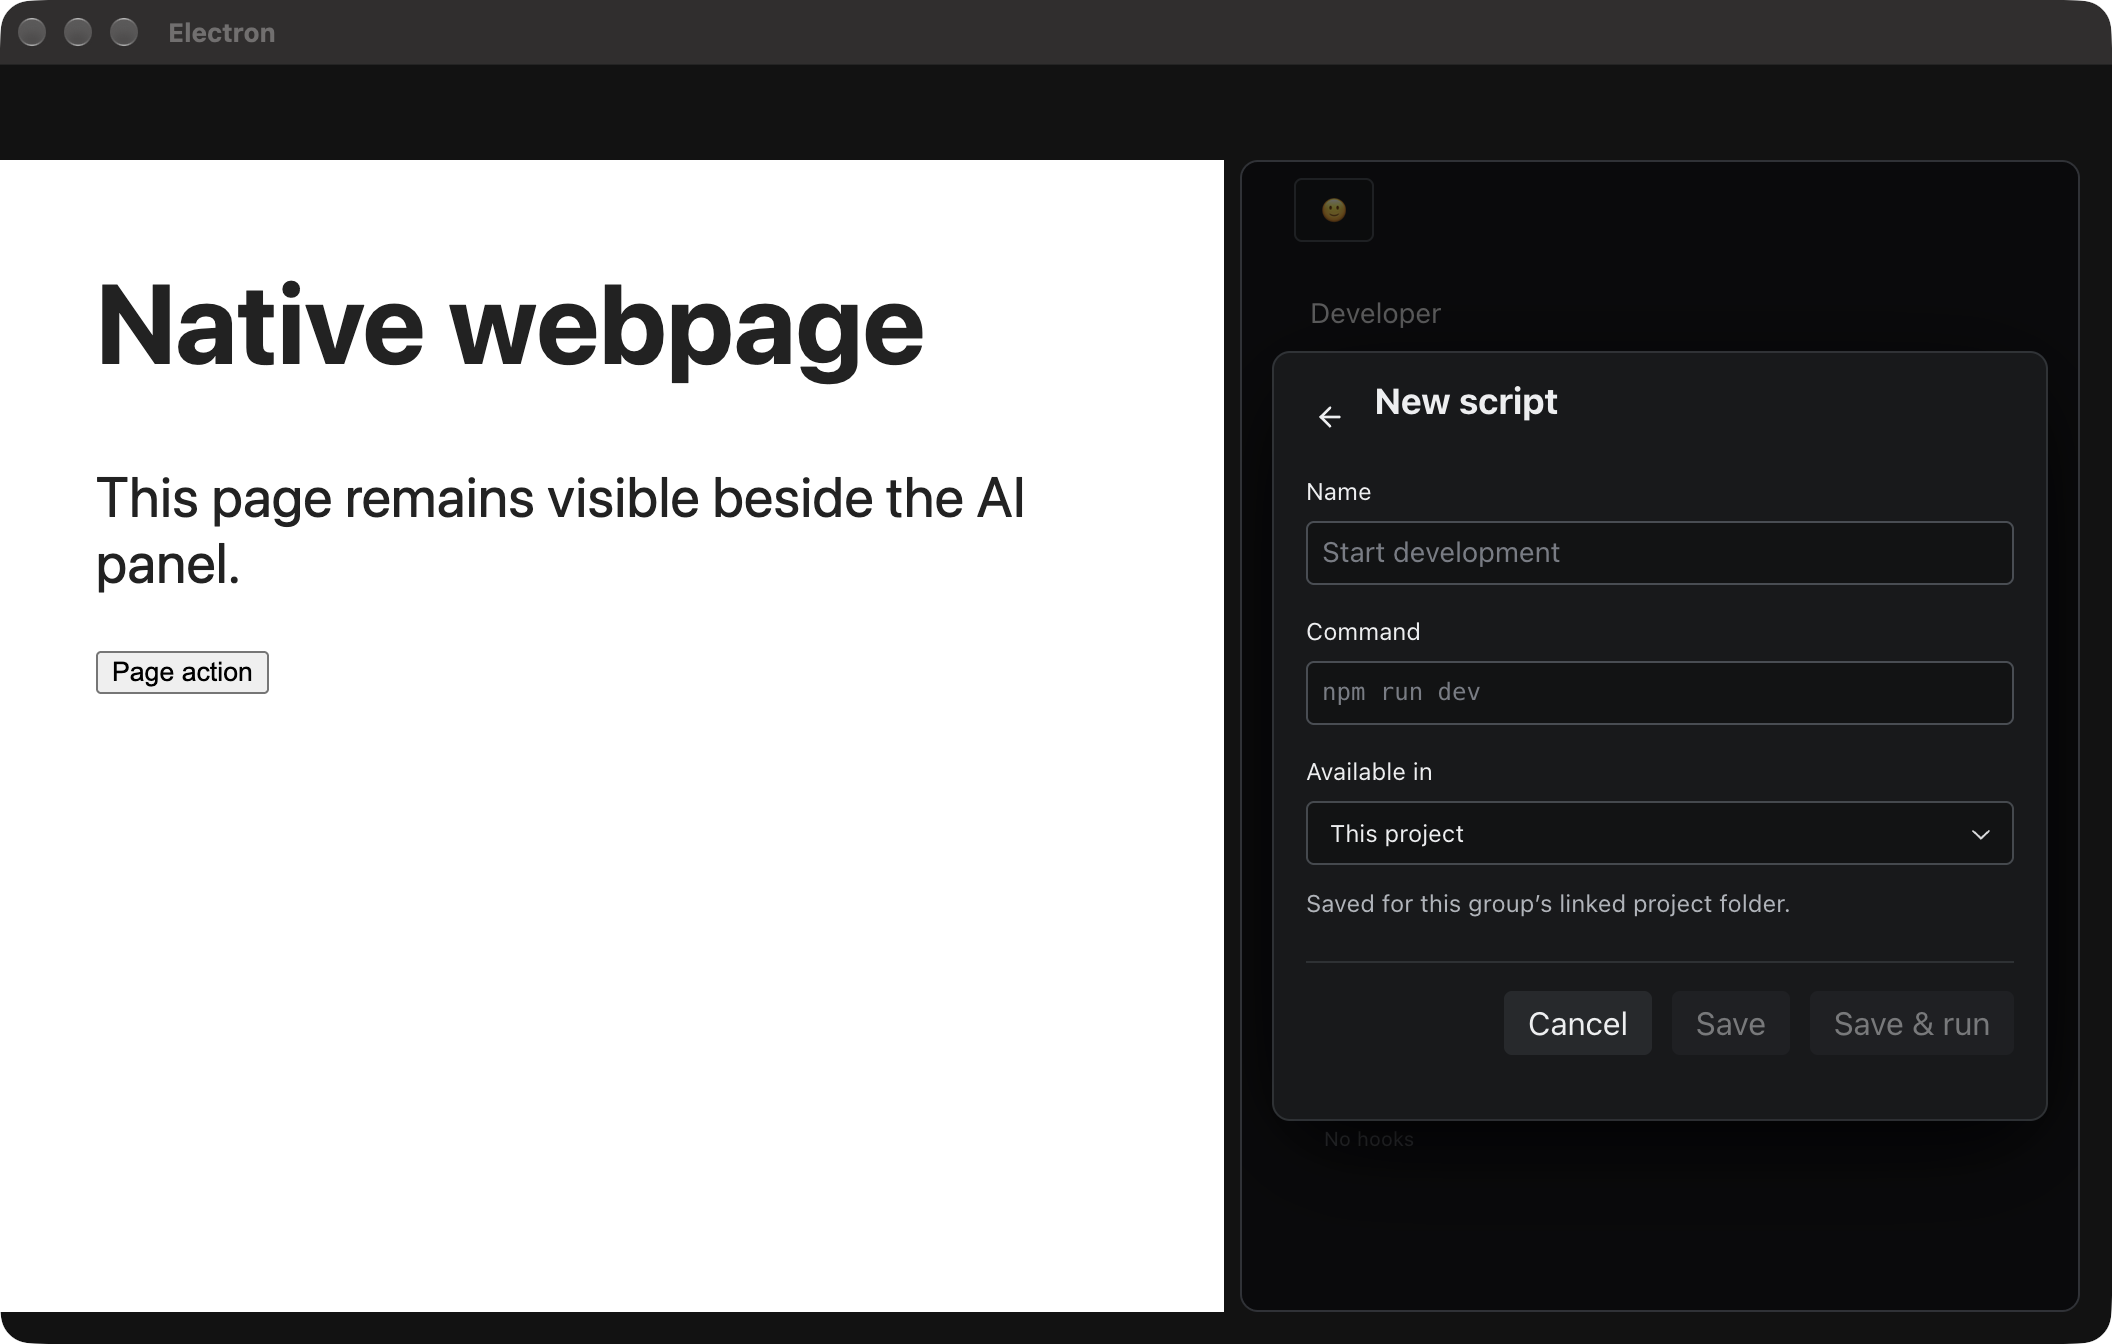 Electron
Native webpage
This page remains visible beside the AI
panel.
Page action
Developer
New script
Name
Start development
Command
npm run dev
Available in
This project
Saved for this group’s linked project folder.
Cancel
Save
Save & run
No hooks